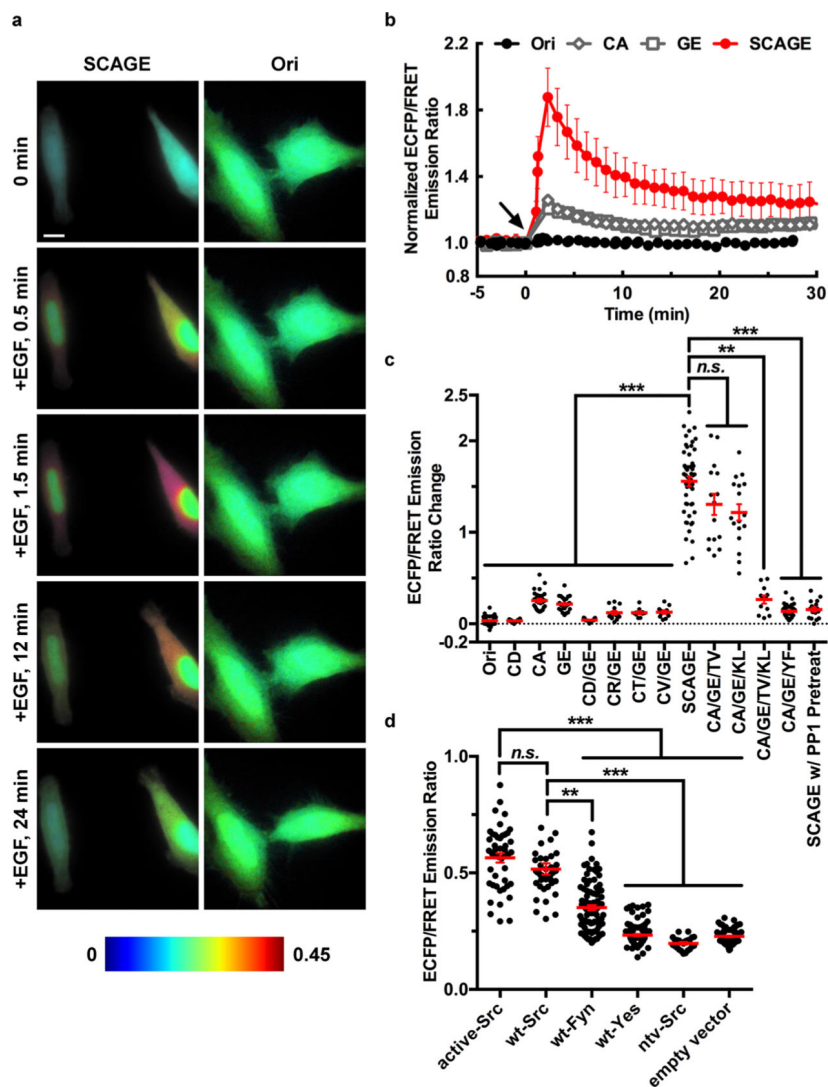 a
SCAGE Ori
0 min
+EGF, 0.5 min
+EGF, 1.5 min
+EGF, 12 min
+EGF, 24 min
0 0.45
b
Ori CA GE SCAGE
Normalized ECFP/FRET
Emission Ratio
2.2
1.8
1.4
1.0
0.8
-5 0 10 20 30
Time (min)
c
***
**
n.s.
***
ECFP/FRET Emission
Ratio Change
2.5
2
1.5
1
0.5
0
-0.2
Ori
CD
CA
GE
CD/GE
CR/GE
CT/GE
CV/GE
SCAGE
CA/GE/TV
CA/GE/KL
CA/GE/TV/KL
CA/GE/YF
SCAGE w/ PP1 Pretreat
d
***
n.s.
***
**
ECFP/FRET Emission Ratio
1.0
0.5
0.0
active-Src
wt-Src
wt-Fyn
wt-Yes
ntv-Src
empty vector